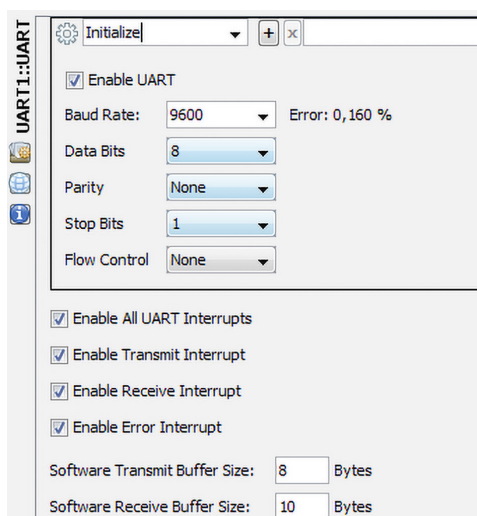 UART1::UART
Initialize
+ x
Enable UART
Baud Rate: 9600 Error: 0,160 %
Data Bits 8
Parity None
Stop Bits 1
Flow Control None
Enable All UART Interrupts
Enable Transmit Interrupt
Enable Receive Interrupt
Enable Error Interrupt
Software Transmit Buffer Size: 8 Bytes
Software Receive Buffer Size: 10 Bytes